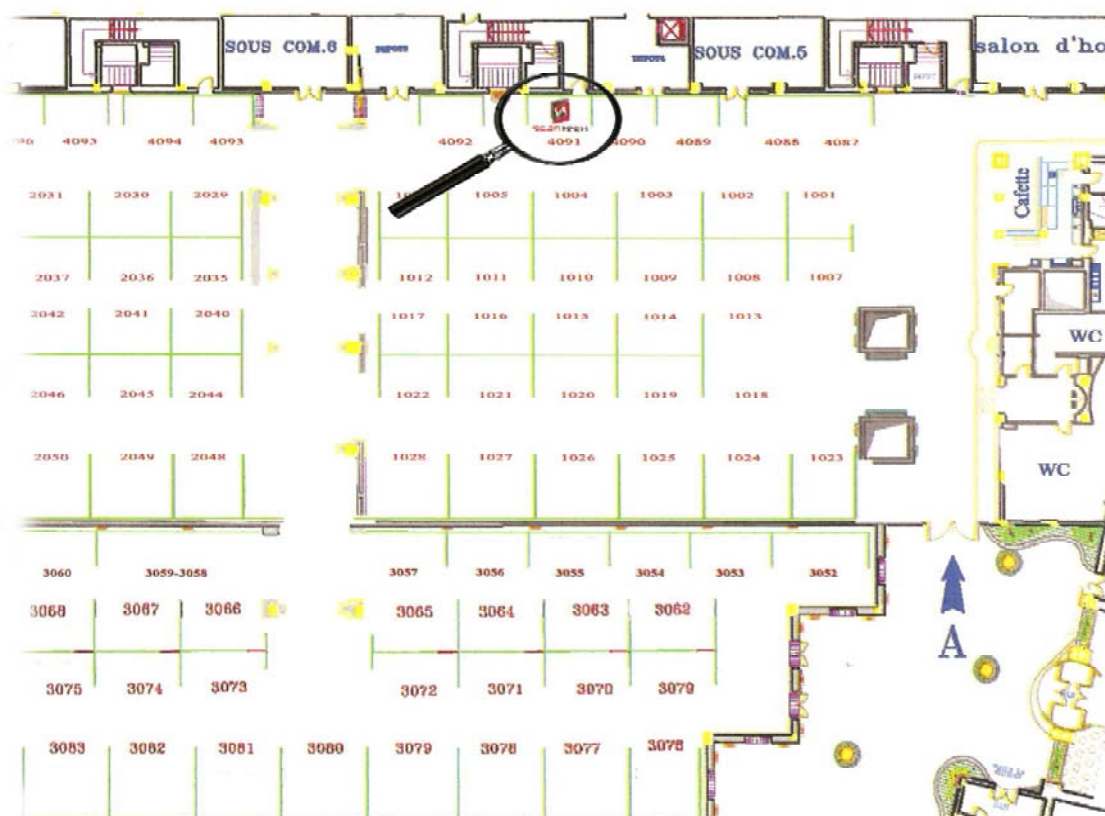 SOUS COM.6
DEPOTS
DEPOTS
SOUS COM.5
salon d'ho
4093 4094 4093 4092 4091 4090 4089 4088 4087
2031 2030 2029 1005 1004 1003 1002 1001
Cafette
2037 2036 2035 1012 1011 1010 1009 1008 1007
2042 2041 2040 1017 1016 1015 1014 1013
WC
2046 2045 2044 1022 1021 1020 1019 1018
2050 2049 2048 1028 1027 1026 1025 1024 1023
WC
3060 3059-3058 3057 3056 3055 3054 3053 3052
3068 3067 3066 3065 3064 3063 3062
A
3075 3074 3073 3072 3071 3070 3079
3083 3082 3081 3080 3079 3078 3077 3076